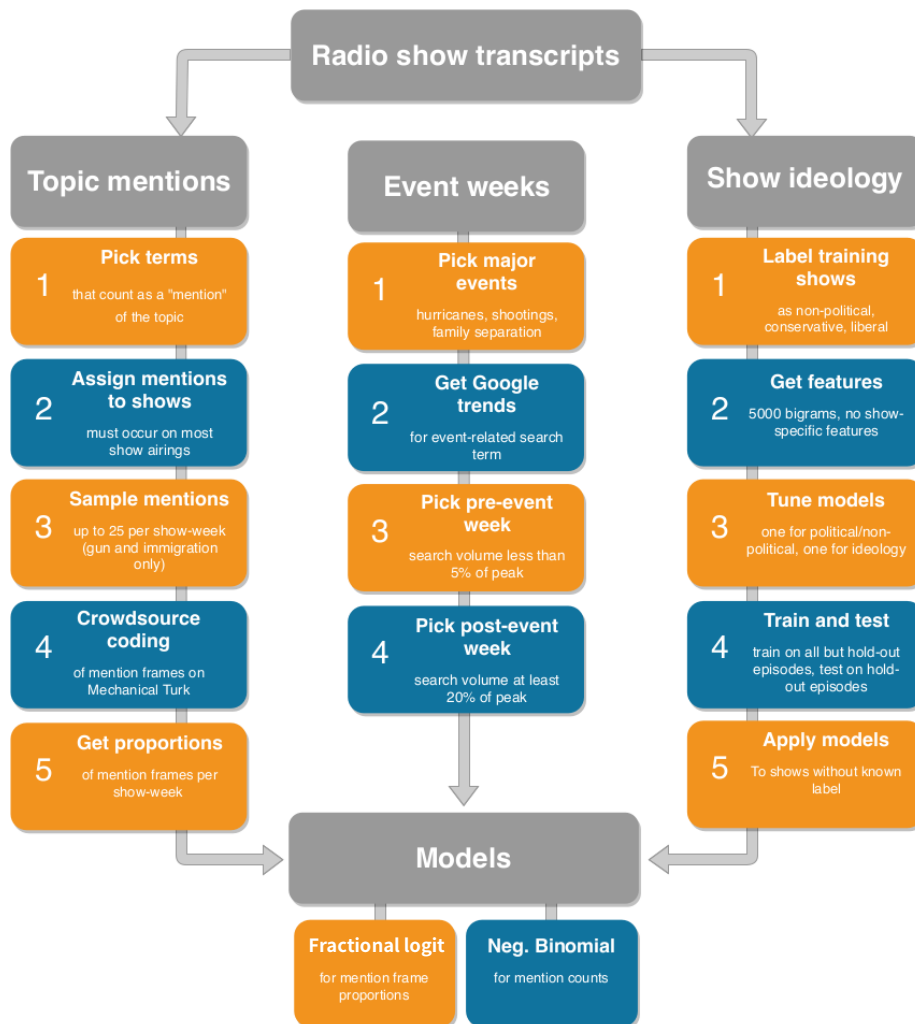 Radio show transcripts
Topic mentions
1
Pick terms
that count as a "mention"
of the topic
2
Assign mentions
to shows
must occur on most
show airings
3
Sample mentions
up to 25 per show-week
(gun and immigration
only)
4
Crowdsource
coding
of mention frames on
Mechanical Turk
5
Get proportions
of mention frames per
show-week
Event weeks
1
Pick major
events
hurricanes, shootings,
family separation
2
Get Google
trends
for event-related search
term
3
Pick pre-event
week
search volume less than
5% of peak
4
Pick post-event
week
search volume at least
20% of peak
Show ideology
1
Label training
shows
as non-political,
conservative, liberal
2
Get features
5000 bigrams, no show-
specific features
3
Tune models
one for political/non-
political, one for ideology
4
Train and test
train on all but hold-out
episodes, test on hold-
out episodes
5
Apply models
To shows without known
label
Models
Fractional logit
for mention frame
proportions
Neg. Binomial
for mention counts